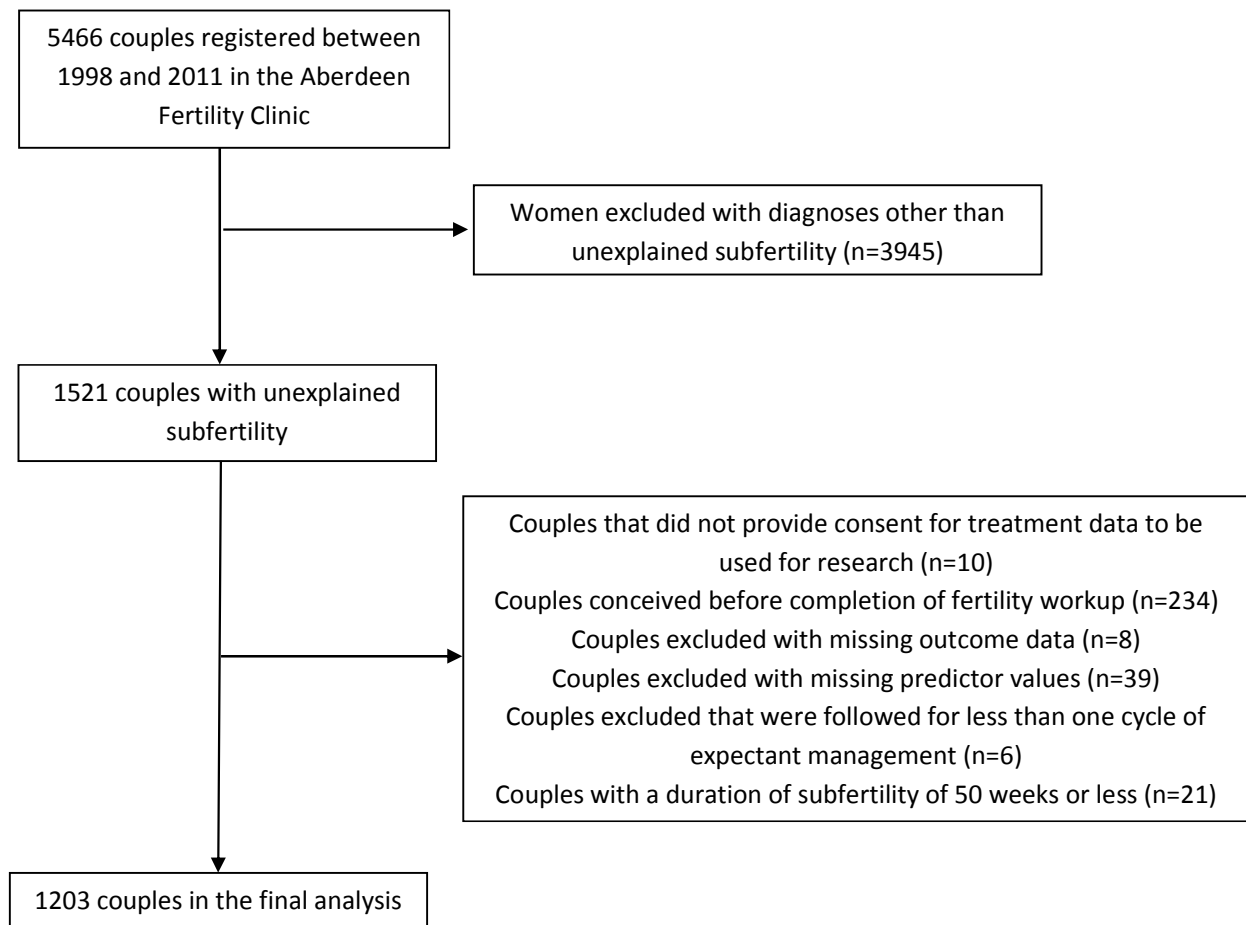 5466 couples registered between
1998 and 2011 in the Aberdeen
Fertility Clinic
Women excluded with diagnoses other than
unexplained subfertility (n=3945)
1521 couples with unexplained
subfertility
Couples that did not provide consent for treatment data to be
used for research (n=10)
Couples conceived before completion of fertility workup (n=234)
Couples excluded with missing outcome data (n=8)
Couples excluded with missing predictor values (n=39)
Couples excluded that were followed for less than one cycle of
expectant management (n=6)
Couples with a duration of subfertility of 50 weeks or less (n=21)
1203 couples in the final analysis